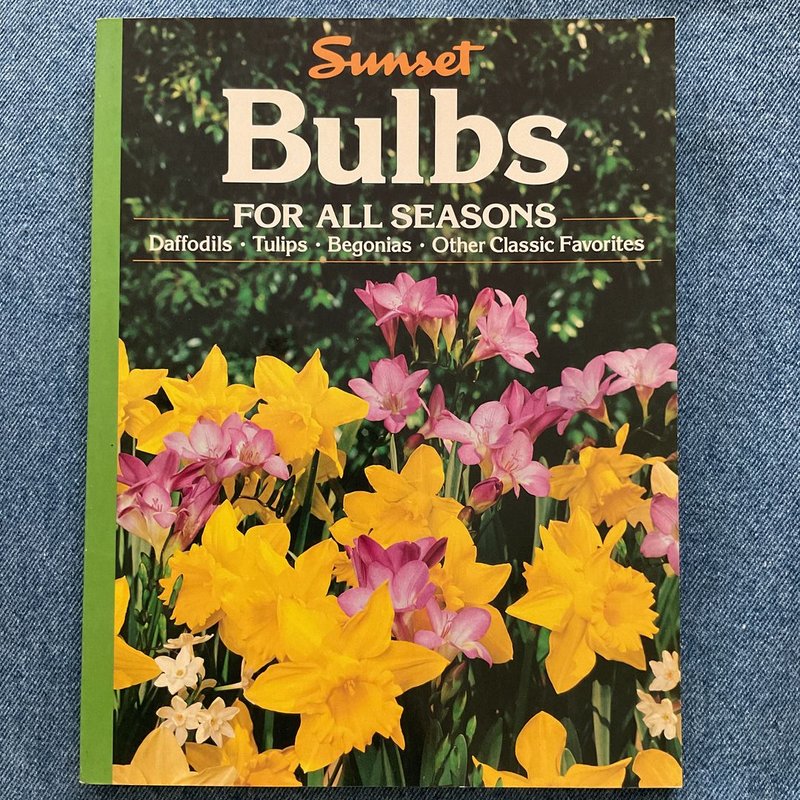 Sunset
Bulbs
FOR ALL SEASONS
Daffodils · Tulips · Begonias · Other Classic Favorites